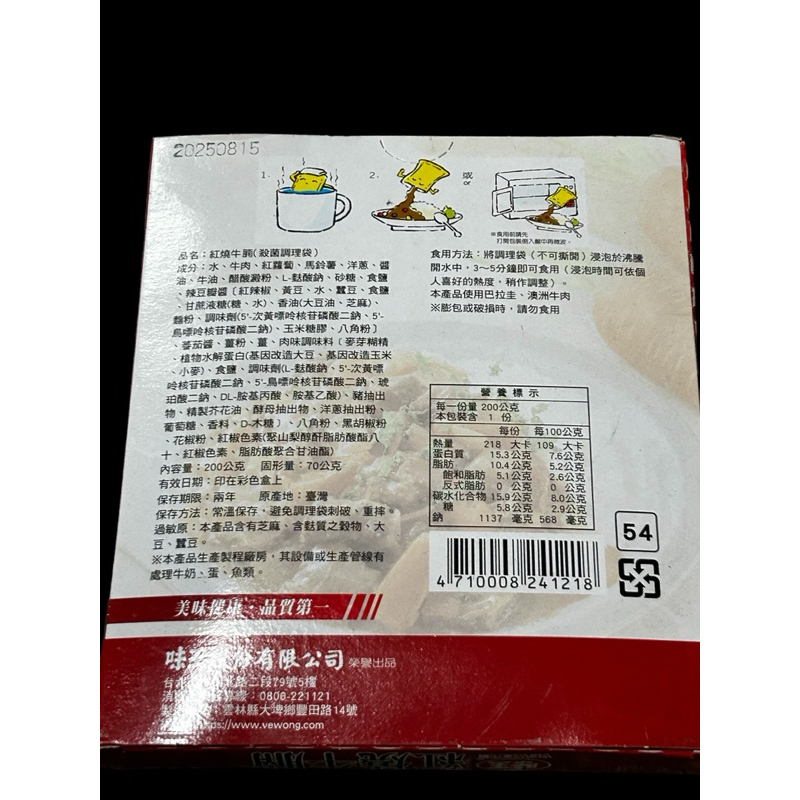 20250815
1.
2.
或
or
※食用前請先
打開包裝倒入盤中再微波。
品名：紅燒牛腩(殺菌調理袋)
成分：水、牛肉、紅蘿蔔、馬鈴薯、洋蔥、醬
油、牛油、醋酸澱粉、L-麩酸鈉、砂糖、食鹽
、辣豆瓣醬〔紅辣椒、黃豆、水、蠶豆、食鹽
、甘蔗液糖(糖、水)、香油(大豆油、芝麻)、
麵粉、調味劑(5'-次黃嘌呤核苷磷酸二鈉、5'-
鳥嘌呤核苷磷酸二鈉)、玉米糖膠、八角粉〕
、蕃茄醬、薑粉、薑、肉味調味料〔麥芽糊精
、植物水解蛋白(基因改造大豆、基因改造玉米
、小麥)、食鹽、調味劑(L-麩酸鈉、5'-次黃嘌
呤核苷磷酸二鈉、5'-鳥嘌呤核苷磷酸二鈉、琥
珀酸二鈉、DL-胺基丙酸、胺基乙酸)、豬抽出
物、精製芥花油、酵母抽出物、洋蔥抽出粉、
葡萄糖、香料、D-木糖〕、八角粉、黑胡椒粉
、花椒粉、紅椒色素(聚山梨醇酐脂肪酸酯八
十、紅椒色素、脂肪酸聚合甘油酯)
內容量：200公克 固形量：70公克
有效日期：印在彩色盒上
保存期限：兩年 原產地：臺灣
保存方法：常溫保存，避免調理袋刺破、重摔。
過敏原：本產品含有芝麻、含麩質之穀物、大
豆、蠶豆。
※本產品生產製程廠房，其設備或生產管線有
處理牛奶、蛋、魚類。
食用方法：將調理袋（不可撕開）浸泡於沸騰
開水中，3～5分鐘即可食用（浸泡時間可依個
人喜好的熱度，稍作調整）。
本產品使用巴拉圭、澳洲牛肉
※膨包或破損時，請勿食用
營養標示
每一份量 200公克
本包裝含 1 份
每份 每100公克
熱量 218 大卡 109 大卡
蛋白質 15.3公克 7.6公克
脂肪 10.4公克 5.2公克
飽和脂肪 5.1公克 2.6公克
反式脂肪 0 公克 0 公克
碳水化合物 15.9公克 8.0公克
糖 5.8公克 2.9公克
鈉 1137 毫克 568 毫克
54
4 710008 241218
美味健康・品質第一
有限公司 榮譽出品
二段79號5樓
0800-221121
雲林縣大埤鄉豐田路14號
https://www.vewong.com
紅燒牛腩